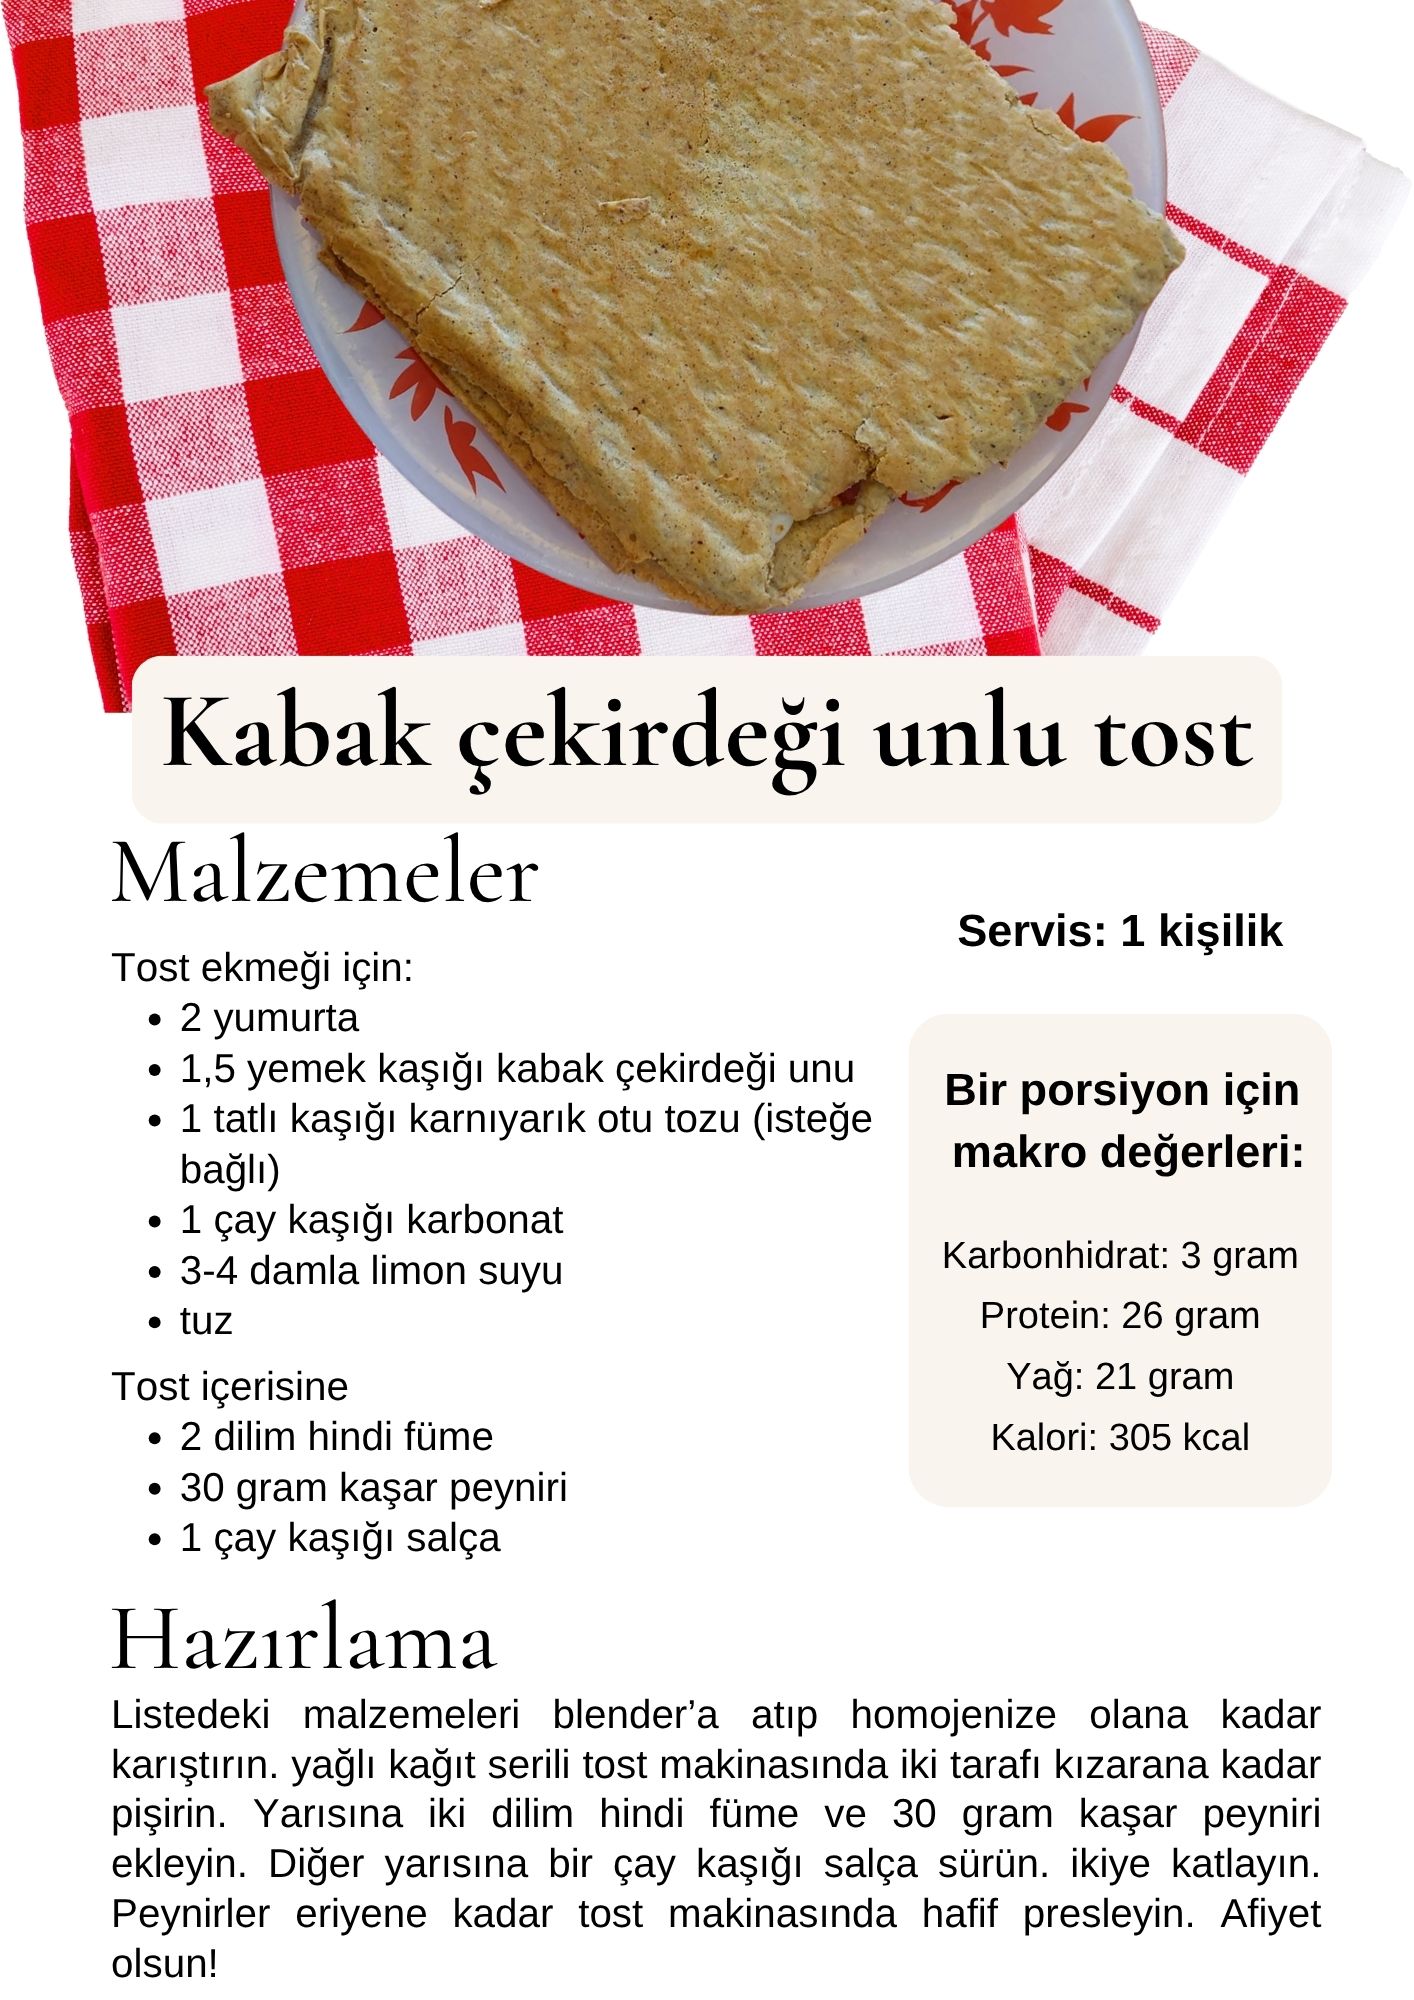 Kabak çekirdeği unlu tost
Malzemeler
Tost ekmeği için:
• 2 yumurta
• 1,5 yemek kaşığı kabak çekirdeği unu
• 1 tatlı kaşığı karnıyarık otu tozu (isteğe
bağlı)
• 1 çay kaşığı karbonat
• 3-4 damla limon suyu
• tuz
Tost içerisine
• 2 dilim hindi füme
• 30 gram kaşar peyniri
• 1 çay kaşığı salça
Servis: 1 kişilik
Bir porsiyon için
makro değerleri:
Karbonhidrat: 3 gram
Protein: 26 gram
Yağ: 21 gram
Kalori: 305 kcal
Hazırlama
Listedeki malzemeleri blender’a atıp homojenize olana kadar
karıştırın. yağlı kağıt serili tost makinasında iki tarafı kızarana kadar
pişirin. Yarısına iki dilim hindi füme ve 30 gram kaşar peyniri
ekleyin. Diğer yarısına bir çay kaşığı salça sürün. ikiye katlayın.
Peynirler eriyene kadar tost makinasında hafif presleyin. Afiyet
olsun!